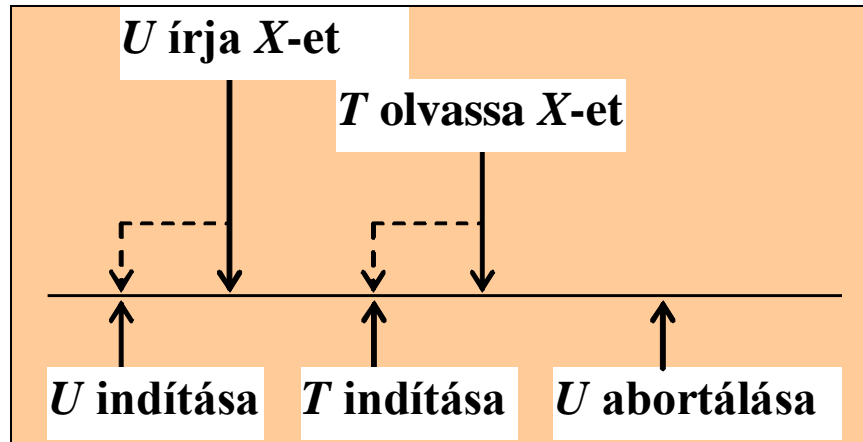 U írja X-et
T olvassa X-et
U indítása
T indítása
U abortálása